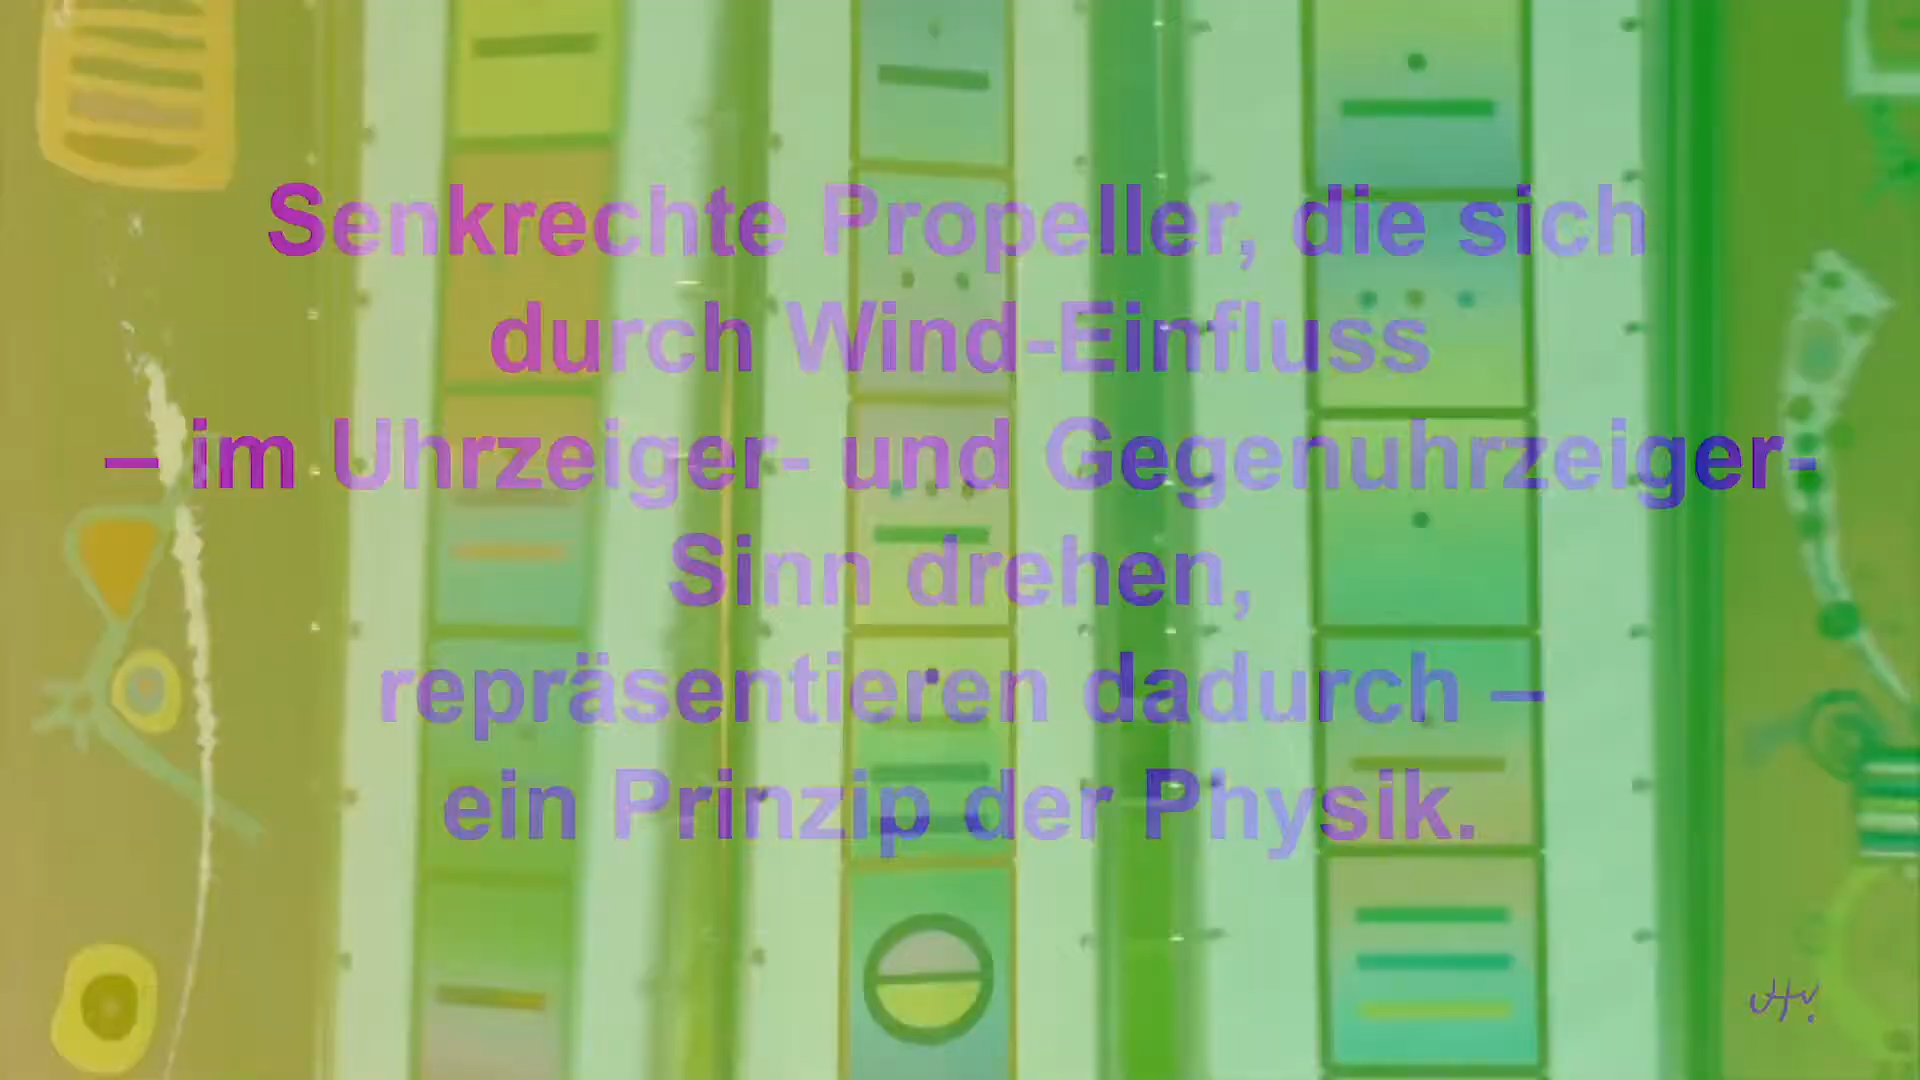 Senkrechte Propeller, die sich
durch Wind-Einfluss
– im Uhrzeiger- und Gegenuhrzeiger-
Sinn drehen,
repräsentieren dadurch –
ein Prinzip der Physik.